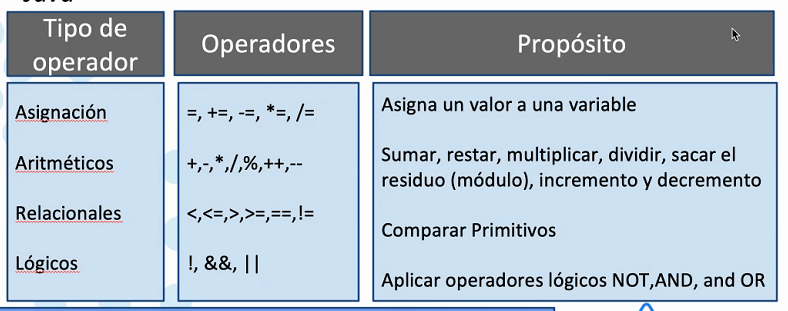 Tipo de
operador
Operadores
Propósito
Asignación
=, +=, -=, *=, /=
Asigna un valor a una variable
Aritméticos
+,-,*,/,%,++,--
Sumar, restar, multiplicar, dividir, sacar el
residuo (módulo), incremento y decremento
Relacionales
<,<=,>,>=,==,!=
Comparar Primitivos
Lógicos
!, &&, ||
Aplicar operadores lógicos NOT,AND, and OR